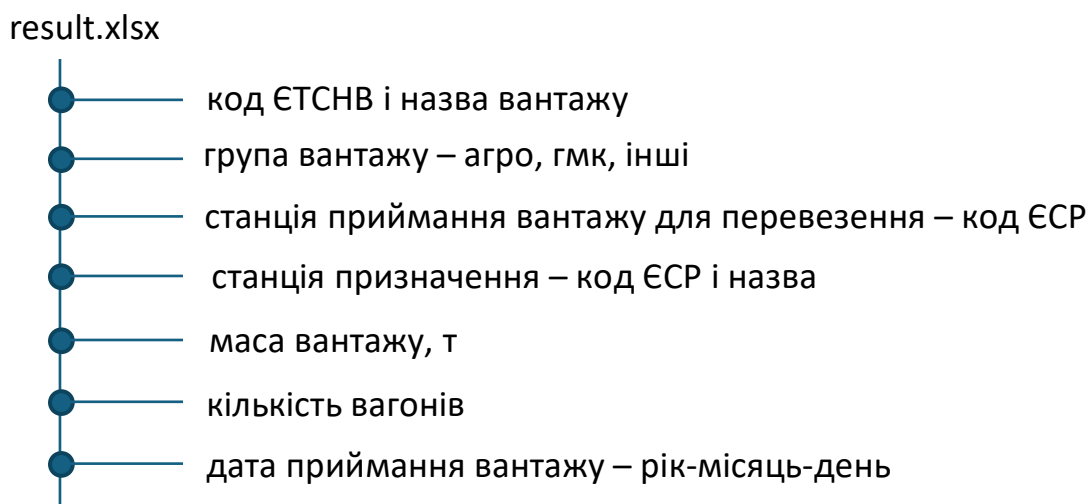 result.xlsx
код ЄТСНВ і назва вантажу
група вантажу – агро, гмк, інші
станція приймання вантажу для перевезення – код ЄСР
станція призначення – код ЄСР і назва
маса вантажу, т
кількість вагонів
дата приймання вантажу – рік-місяць-день